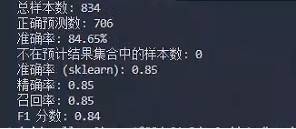 总样本数: 834
正确预测数: 706
准确率: 84.65%
不在预计结果集合中的样本数: 0
准确率 (sklearn): 0.85
精确率: 0.85
召回率: 0.85
F1 分数: 0.84